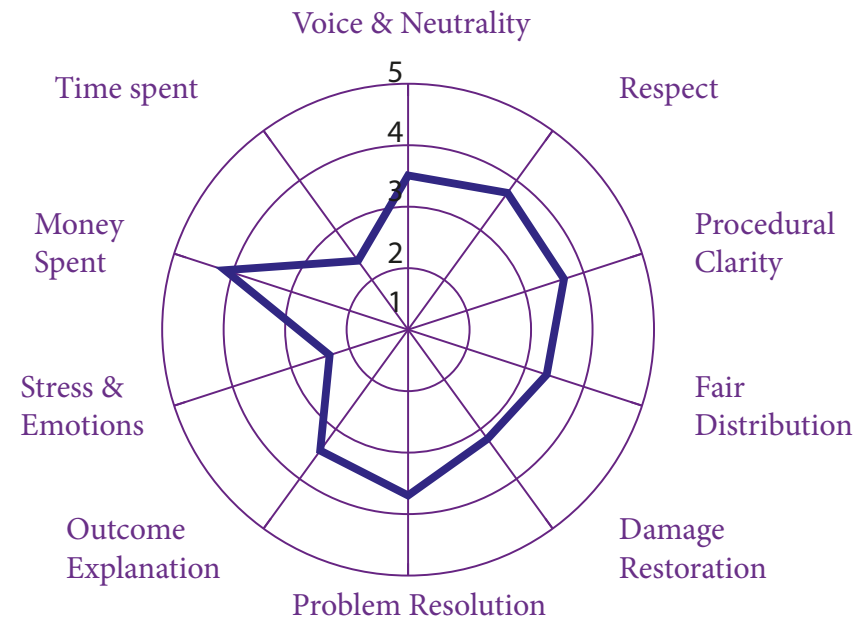 Voice & Neutrality
Respect
Procedural
Clarity
Fair
Distribution
Damage
Restoration
Problem Resolution
Outcome
Explanation
Stress &
Emotions
Money
Spent
Time spent
5
4
3
2
1